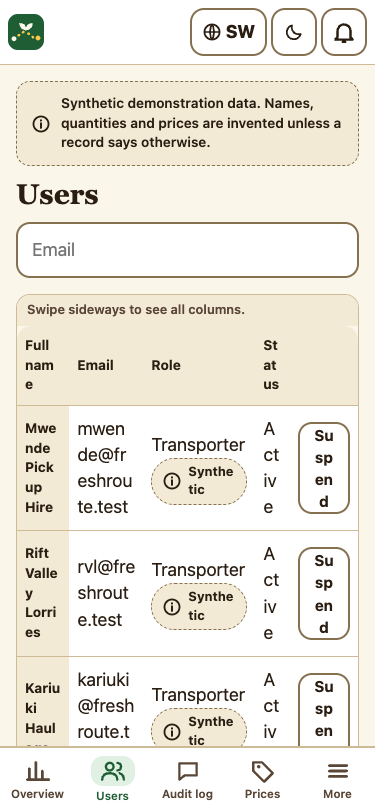 SW
Synthetic demonstration data. Names,
quantities and prices are invented unless a
record says otherwise.
Users
Email
Swipe sideways to see all columns.
Full
nam
e
Email
Role
St
at
us
Mwe
nde
Pick
up
Hire
mwen
de@fr
eshrou
te.test
Transporter
Synthe
tic
A
ct
iv
e
Su
sp
en
d
Rift
Valle
y
Lorri
es
rvl@fre
shrout
e.test
Transporter
Synthe
tic
A
ct
iv
e
Su
sp
en
d
Kariu
ki
Haul
kariuki
@fresh
route.t
Transporter
Synthe
tic
A
ct
iv
Su
sp
en
Overview
Users
Audit log
Prices
More